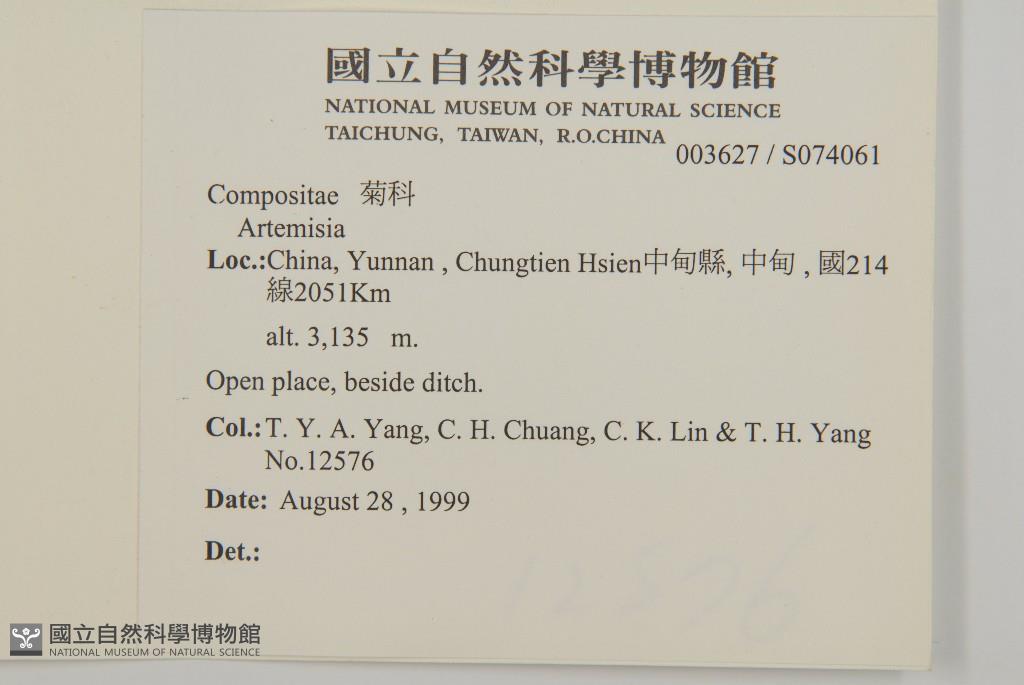 國立自然科學博物館
NATIONAL MUSEUM OF NATURAL SCIENCE
TAICHUNG, TAIWAN, R.O.CHINA
003627 / S074061
Compositae 菊科
Artemisia
Loc.:China, Yunnan , Chungtien Hsien中甸縣, 中甸 , 國214
線2051Km
alt. 3,135 m.
Open place, beside ditch.
Col.:T. Y. A. Yang, C. H. Chuang, C. K. Lin & T. H. Yang
No.12576
Date: August 28 , 1999
Det.:
12576
國立自然科學博物館
NATIONAL MUSEUM OF NATURAL SCIENCE